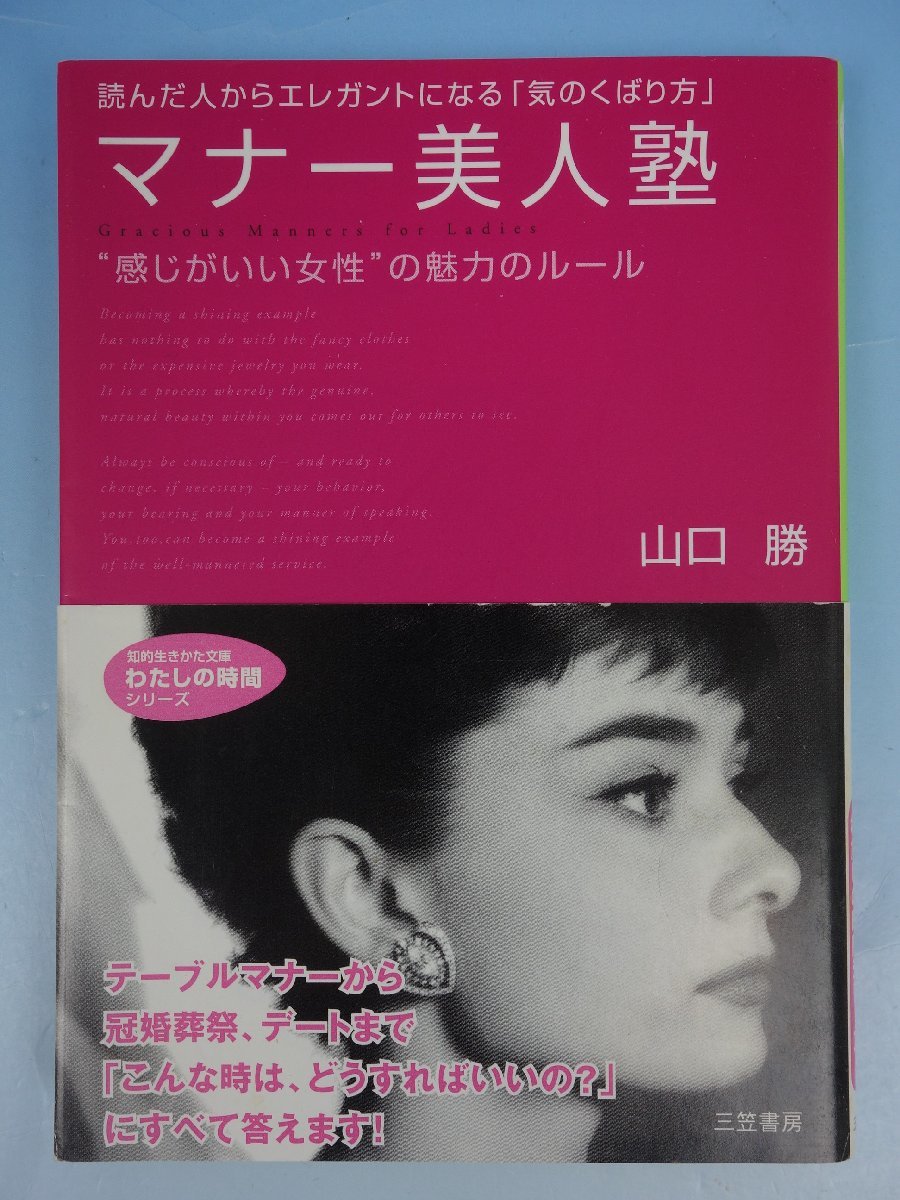 読んだ人からエレガントになる「気のくばり方」
マナー美人塾
Gracious Manners for Ladies
“感じがいい女性”の魅力のルール
Becoming a shining example
has nothing to do with the fancy clothes
or the expensive jewelry you wear.
It is a process whereby the genuine,
natural beauty within you comes out for others to see.
Always be conscious of – and ready to
change, if necessary – your behavior,
your bearing and your manner of speaking.
You,too,can become a shining example
of the well-mannered service.
山口 勝
知的生きかた文庫
わたしの時間
シリーズ
テーブルマナーから
冠婚葬祭、デートまで
「こんな時は、どうすればいいの?」
にすべて答えます!
三笠書房